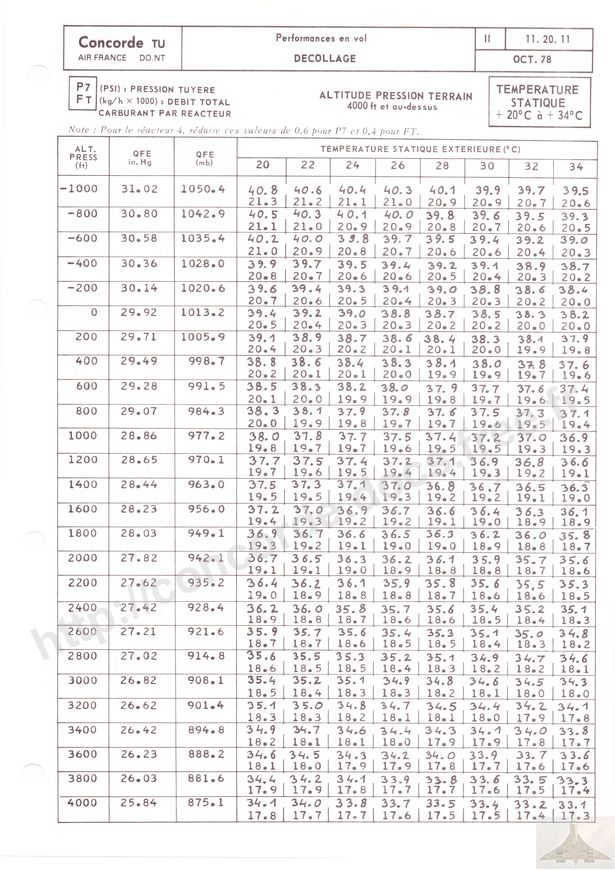 Concorde TU
AIR FRANCE DO.NT
Performances en vol
DECOLLAGE
II 11. 20. 11
OCT. 78
P7 (PSI) : PRESSION TUYERE
FT (kg/h × 1000) : DEBIT TOTAL
CARBURANT PAR REACTEUR
ALTITUDE PRESSION TERRAIN
4000 ft et au-dessus
TEMPERATURE
STATIQUE
+ 20°C à + 34°C
Note : Pour le réacteur 4, réduire ces valeurs de 0,6 pour P7 et 0,4 pour FT.
ALT. PRESS (ft) QFE in.Hg QFE (mb) TEMPERATURE STATIQUE EXTERIEURE (°C)
20 22 24 26 28 30 32 34
-1000 31.02 1050.4 40.8 40.6 40.4 40.3 40.1 39.9 39.7 39.5
21.3 21.2 21.1 21.0 20.9 20.9 20.7 20.6
-800 30.80 1042.9 40.5 40.3 40.1 40.0 39.8 39.6 39.5 39.3
21.1 21.0 20.9 20.9 20.8 20.7 20.6 20.5
-600 30.58 1035.4 40.2 40.0 39.8 39.7 39.5 39.4 39.2 39.0
21.0 20.9 20.8 20.7 20.6 20.6 20.4 20.3
-400 30.36 1028.0 39.9 39.7 39.5 39.4 39.2 39.1 38.9 38.7
20.8 20.7 20.6 20.6 20.5 20.4 20.3 20.2
-200 30.14 1020.6 39.6 39.4 39.3 39.1 39.0 38.8 38.6 38.4
20.7 20.6 20.5 20.4 20.3 20.2 20.2 20.0
0 29.92 1013.2 39.4 39.2 39.0 38.8 38.7 38.5 38.3 38.2
20.5 20.4 20.3 20.3 20.2 20.2 20.0 20.0
200 29.71 1005.9 39.1 38.9 38.7 38.6 38.4 38.3 38.1 37.9
20.4 20.3 20.2 20.1 20.1 20.0 19.9 19.8
400 29.49 998.7 38.8 38.6 38.4 38.3 38.1 38.0 37.8 37.6
20.2 20.1 20.1 20.0 19.9 19.9 19.7 19.6
600 29.28 991.5 38.5 38.3 38.2 38.0 37.9 37.7 37.6 37.4
20.1 20.0 19.9 19.9 19.8 19.7 19.6 19.5
800 29.07 984.3 38.3 38.1 37.9 37.8 37.6 37.5 37.3 37.1
20.0 19.9 19.8 19.7 19.7 19.6 19.5 19.4
1000 28.86 977.2 38.0 37.8 37.7 37.5 37.4 37.2 37.0 36.9
19.8 19.7 19.7 19.6 19.5 19.5 19.3 19.3
1200 28.65 970.1 37.7 37.5 37.4 37.2 37.1 36.9 36.8 36.6
19.7 19.6 19.5 19.4 19.4 19.3 19.2 19.1
1400 28.44 963.0 37.5 37.3 37.1 37.0 36.8 36.7 36.5 36.3
19.5 19.5 19.4 19.3 19.2 19.2 19.1 19.0
1600 28.23 956.0 37.2 37.0 36.9 36.7 36.6 36.4 36.3 36.1
19.4 19.3 19.2 19.2 19.1 19.0 18.9 18.9
1800 28.03 949.1 36.9 36.7 36.6 36.5 36.3 36.2 36.0 35.8
19.3 19.2 19.1 19.0 19.0 18.9 18.8 18.7
2000 27.82 942.1 36.7 36.5 36.3 36.2 36.1 35.9 35.7 35.6
19.1 19.1 19.0 18.9 18.8 18.8 18.7 18.6
2200 27.62 935.2 36.4 36.2 36.1 35.9 35.8 35.6 35.5 35.3
19.0 18.9 18.8 18.8 18.7 18.6 18.6 18.5
2400 27.42 928.4 36.2 36.0 35.8 35.7 35.6 35.4 35.2 35.1
18.9 18.8 18.7 18.6 18.6 18.5 18.4 18.3
2600 27.21 921.6 35.9 35.7 35.6 35.4 35.3 35.1 35.0 34.8
18.7 18.7 18.6 18.5 18.5 18.4 18.3 18.2
2800 27.02 914.8 35.6 35.5 35.3 35.2 35.1 34.9 34.7 34.6
18.6 18.5 18.5 18.4 18.3 18.2 18.2 18.1
3000 26.82 908.1 35.4 35.2 35.1 34.9 34.8 34.6 34.5 34.3
18.5 18.4 18.3 18.3 18.2 18.1 18.0 18.0
3200 26.62 901.4 35.1 35.0 34.8 34.7 34.5 34.4 34.2 34.1
18.3 18.3 18.2 18.1 18.1 18.0 17.9 17.8
3400 26.42 894.8 34.9 34.7 34.6 34.4 34.3 34.1 34.0 33.8
18.2 18.1 18.1 18.0 17.9 17.9 17.8 17.7
3600 26.23 888.2 34.6 34.5 34.3 34.2 34.0 33.9 33.7 33.6
18.1 18.0 17.9 17.9 17.8 17.7 17.6 17.6
3800 26.03 881.6 34.4 34.2 34.1 33.9 33.8 33.6 33.5 33.3
17.9 17.9 17.8 17.7 17.7 17.6 17.5 17.4
4000 25.84 875.1 34.1 34.0 33.8 33.7 33.5 33.4 33.2 33.1
17.8 17.7 17.7 17.6 17.5 17.4 17.4 17.3